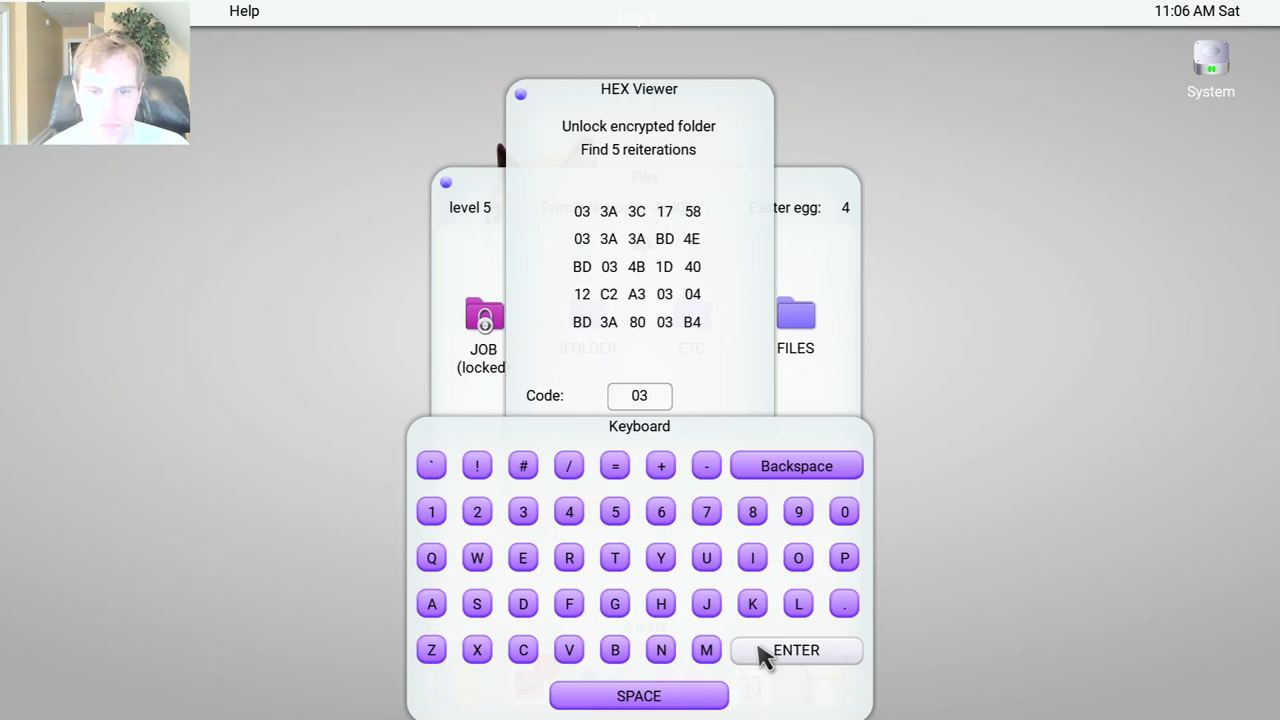 Help
11:06 AM Sat
System
HEX Viewer
Unlock encrypted folder
Find 5 reiterations
Filer
level 5
Easter egg: 4
03 3A 3C 17 58
03 3A 3A BD 4E
BD 03 4B 1D 40
12 C2 A3 03 04
BD 3A 80 03 B4
JOB
(locked
ETC
FILES
Code: 03
Keyboard
` ! # / = + - Backspace
1 2 3 4 5 6 7 8 9 0
Q W E R T Y U I O P
A S D F G H J K L .
Z X C V B N M ENTER
SPACE